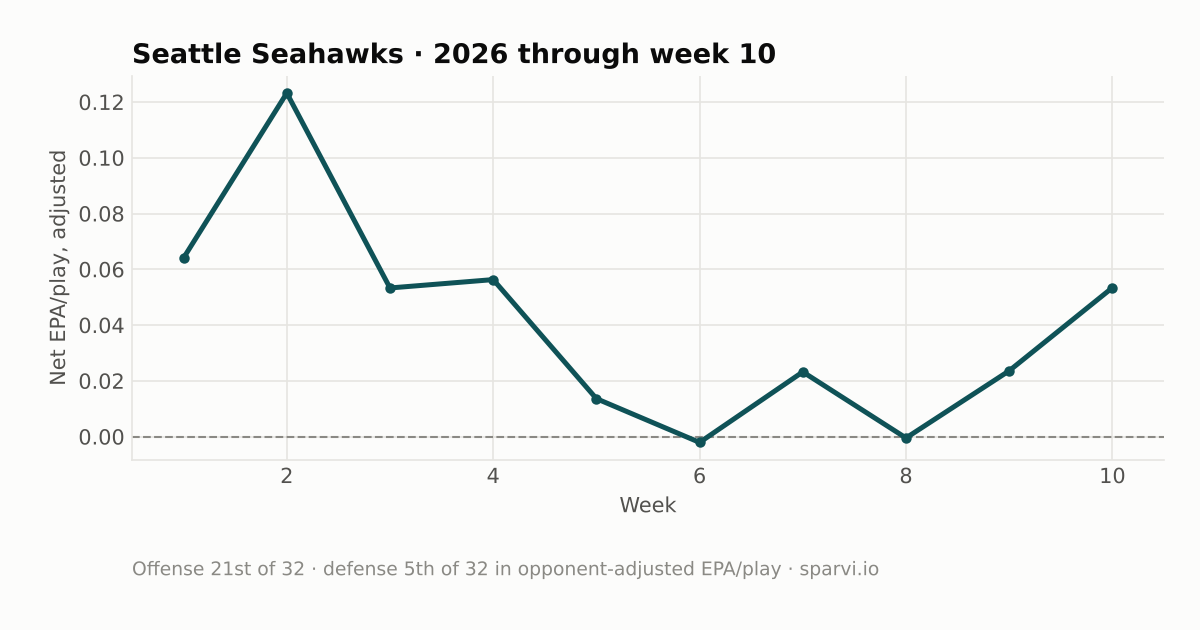 Seattle Seahawks · 2026 through week 10
Net EPA/play, adjusted
0.12
0.10
0.08
0.06
0.04
0.02
0.00
2 4 6 8 10
Week
Offense 21st of 32 · defense 5th of 32 in opponent-adjusted EPA/play · sparvi.io